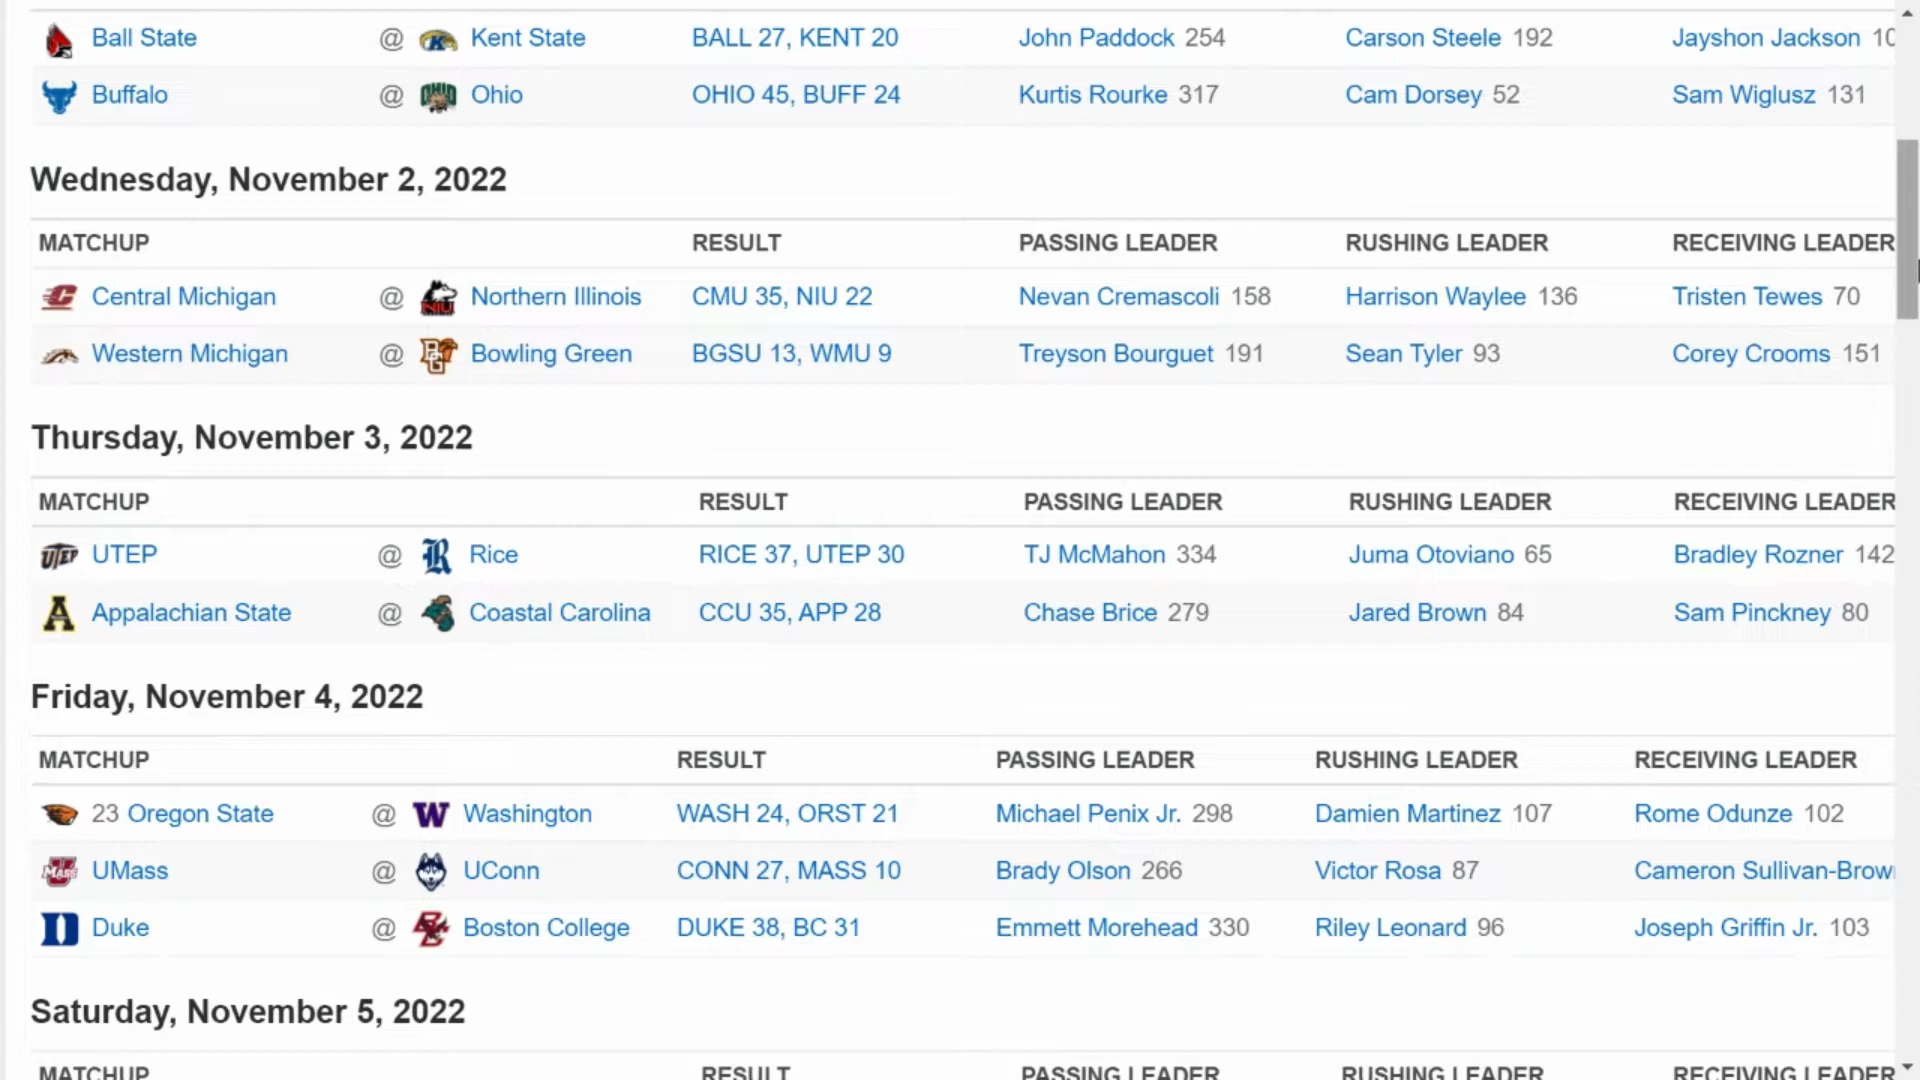 Ball State @ Kent State BALL 27, KENT 20 John Paddock 254 Carson Steele 192 Jayshon Jackson
Buffalo @ Ohio OHIO 45, BUFF 24 Kurtis Rourke 317 Cam Dorsey 52 Sam Wiglusz 131
Wednesday, November 2, 2022
MATCHUP RESULT PASSING LEADER RUSHING LEADER RECEIVING LEADER
Central Michigan @ Northern Illinois CMU 35, NIU 22 Nevan Cremascoli 158 Harrison Waylee 136 Tristen Tewes 70
Western Michigan @ Bowling Green BGSU 13, WMU 9 Treyson Bourguet 191 Sean Tyler 93 Corey Crooms 151
Thursday, November 3, 2022
MATCHUP RESULT PASSING LEADER RUSHING LEADER RECEIVING LEADER
UTEP @ Rice RICE 37, UTEP 30 TJ McMahon 334 Juma Otoviano 65 Bradley Rozner 142
Appalachian State @ Coastal Carolina CCU 35, APP 28 Chase Brice 279 Jared Brown 84 Sam Pinckney 80
Friday, November 4, 2022
MATCHUP RESULT PASSING LEADER RUSHING LEADER RECEIVING LEADER
23 Oregon State @ Washington WASH 24, ORST 21 Michael Penix Jr. 298 Damien Martinez 107 Rome Odunze 102
UMass @ UConn CONN 27, MASS 10 Brady Olson 266 Victor Rosa 87 Cameron Sullivan-Brow
Duke @ Boston College DUKE 38, BC 31 Emmett Morehead 330 Riley Leonard 96 Joseph Griffin Jr. 103
Saturday, November 5, 2022
MATCHUP RESULT PASSING LEADER RUSHING LEADER RECEIVING LEADER